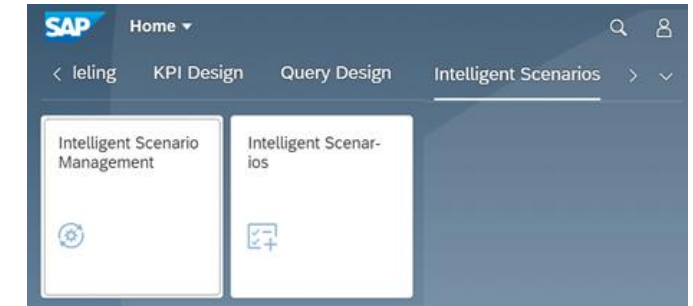 SAP Home
leling KPI Design Query Design Intelligent Scenarios
Intelligent Scenario
Management
Intelligent Scenar-
ios